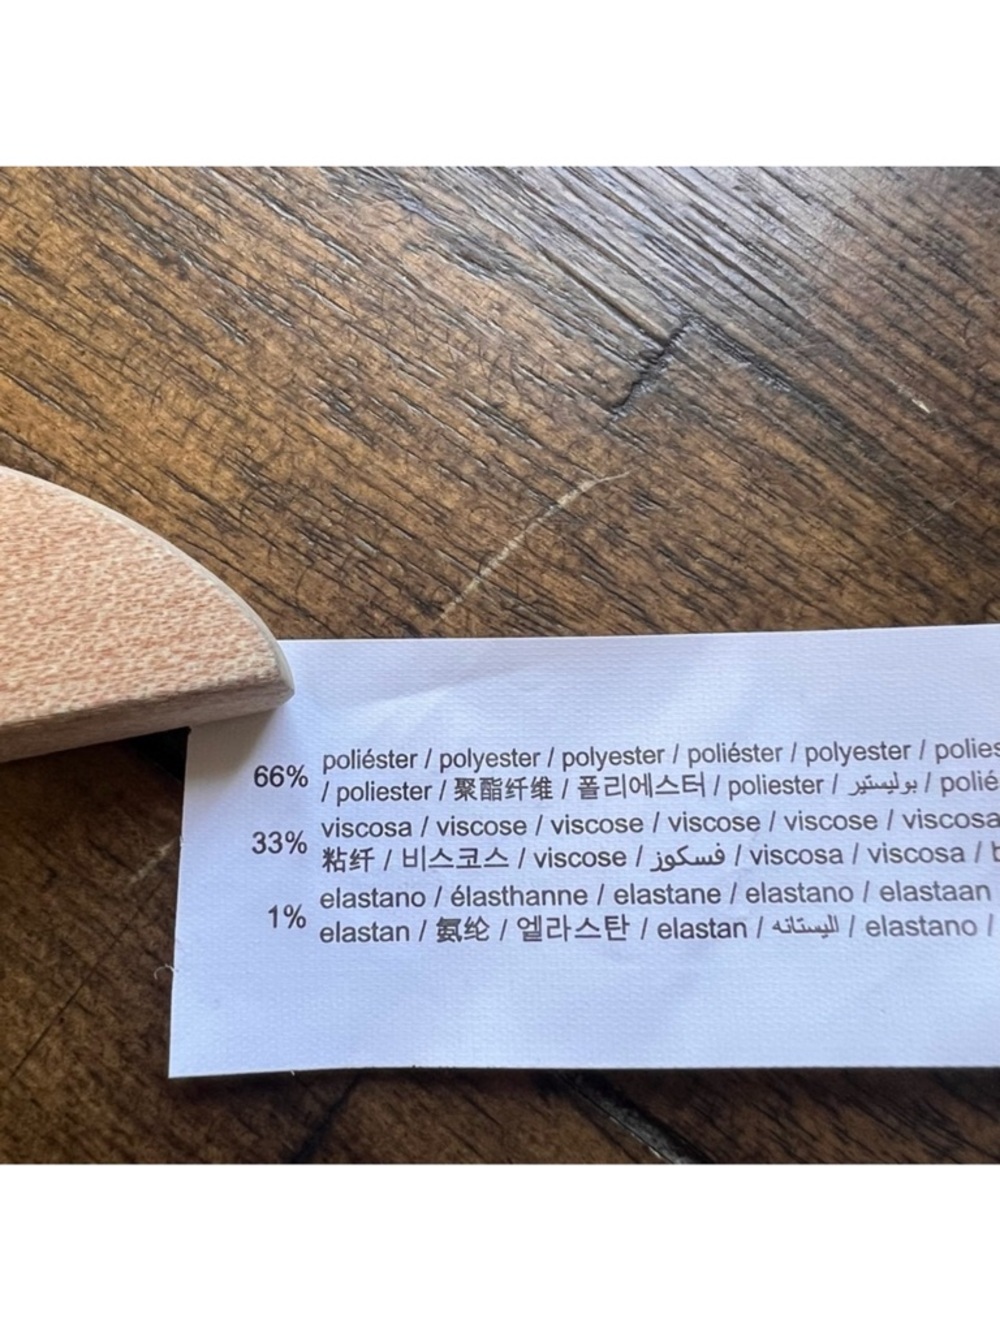 66% poliéster / polyester / polyester / poliéster / polyester /
/ poliester / 聚酯纤维 / 폴리에스터 / poliester / بوليستير /
33% viscosa / viscose / viscose / viscose / viscose / viscosa
粘纤 / 비스코스 / viscose / فسكوز / viscosa / viscosa /
1% elastano / élasthanne / elastane / elastano / elastaan
elastan / 氨纶 / 엘라스탄 / elastan / اليستانه / elastano /